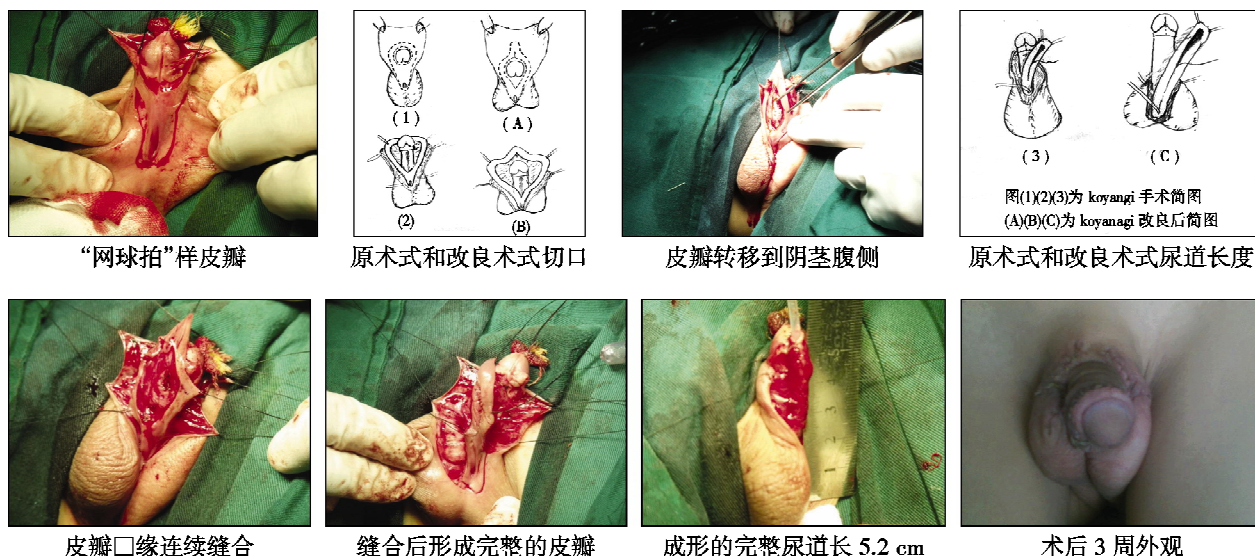 (1)
(A)
(2)
(B)
(3)
(C)
图(1)(2)(3)为 koyangi 手术简图
(A)(B)(C)为 koyanagi 改良后简图
“网球拍”样皮瓣
原术式和改良术式切口
皮瓣转移到阴茎腹侧
原术式和改良术式尿道长度
皮瓣□缘连续缝合
缝合后形成完整的皮瓣
成形的完整尿道长 5.2 cm
术后 3 周外观